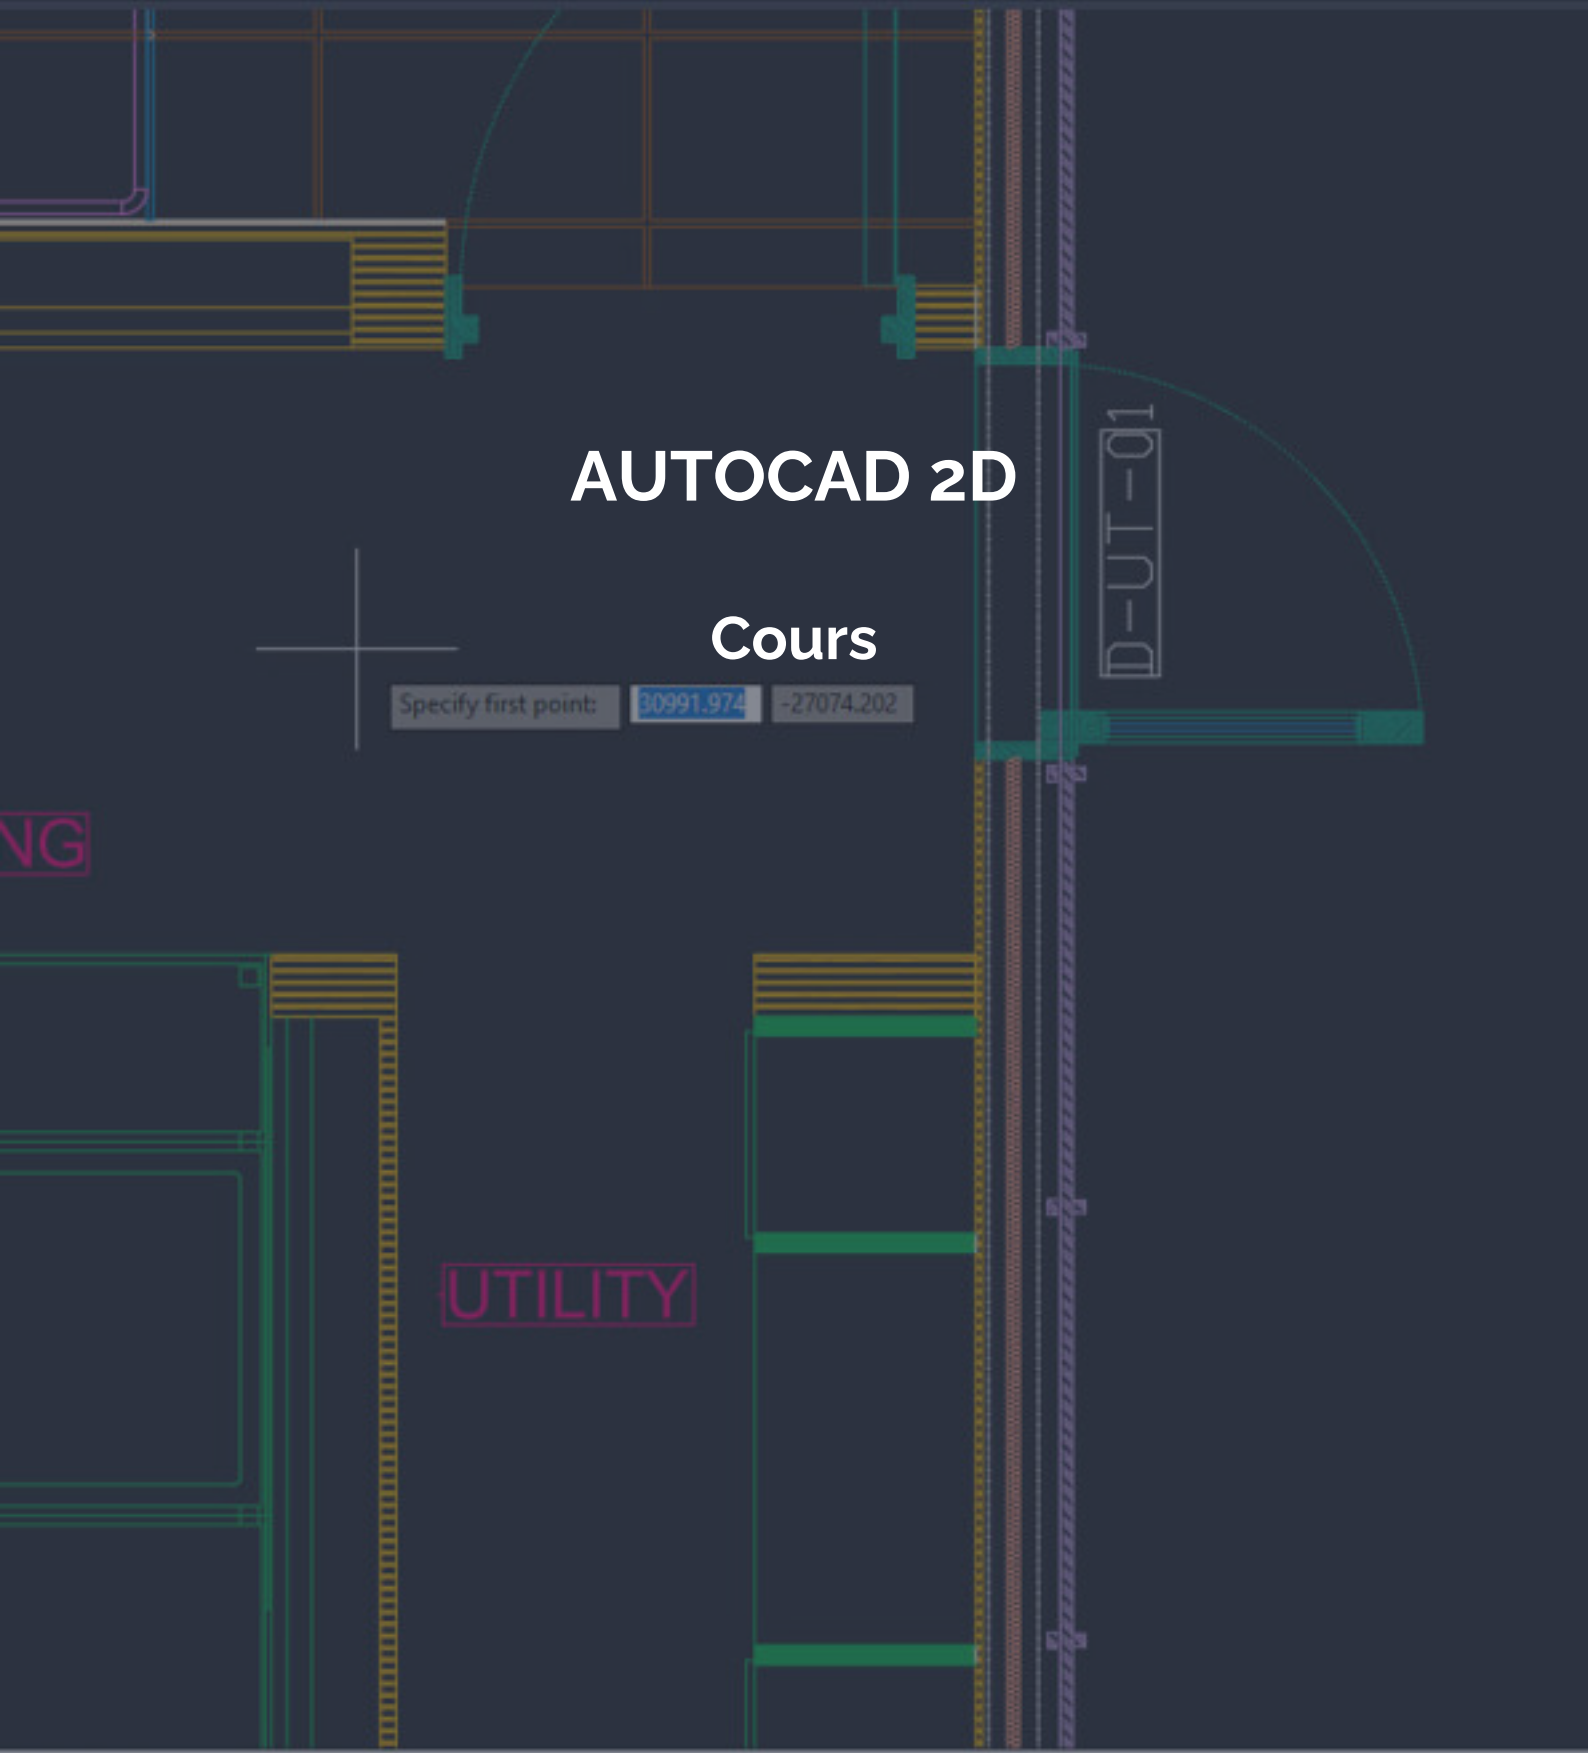 AUTOCAD 2D
D-UT-01
Cours
Specify first point: 30991.974 -27074.202
NG
UTILITY